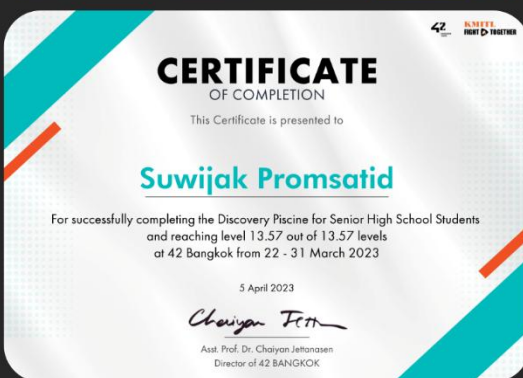 42
KMITL
FIGHT TOGETHER
CERTIFICATE
OF COMPLETION
This Certificate is presented to
Suwijak Promsatid
For successfully completing the Discovery Piscine for Senior High School Students
and reaching level 13.57 out of 13.57 levels
at 42 Bangkok from 22 - 31 March 2023
5 April 2023
Chaiyan Jett
Asst. Prof. Dr. Chaiyan Jettanasen
Director of 42 BANGKOK